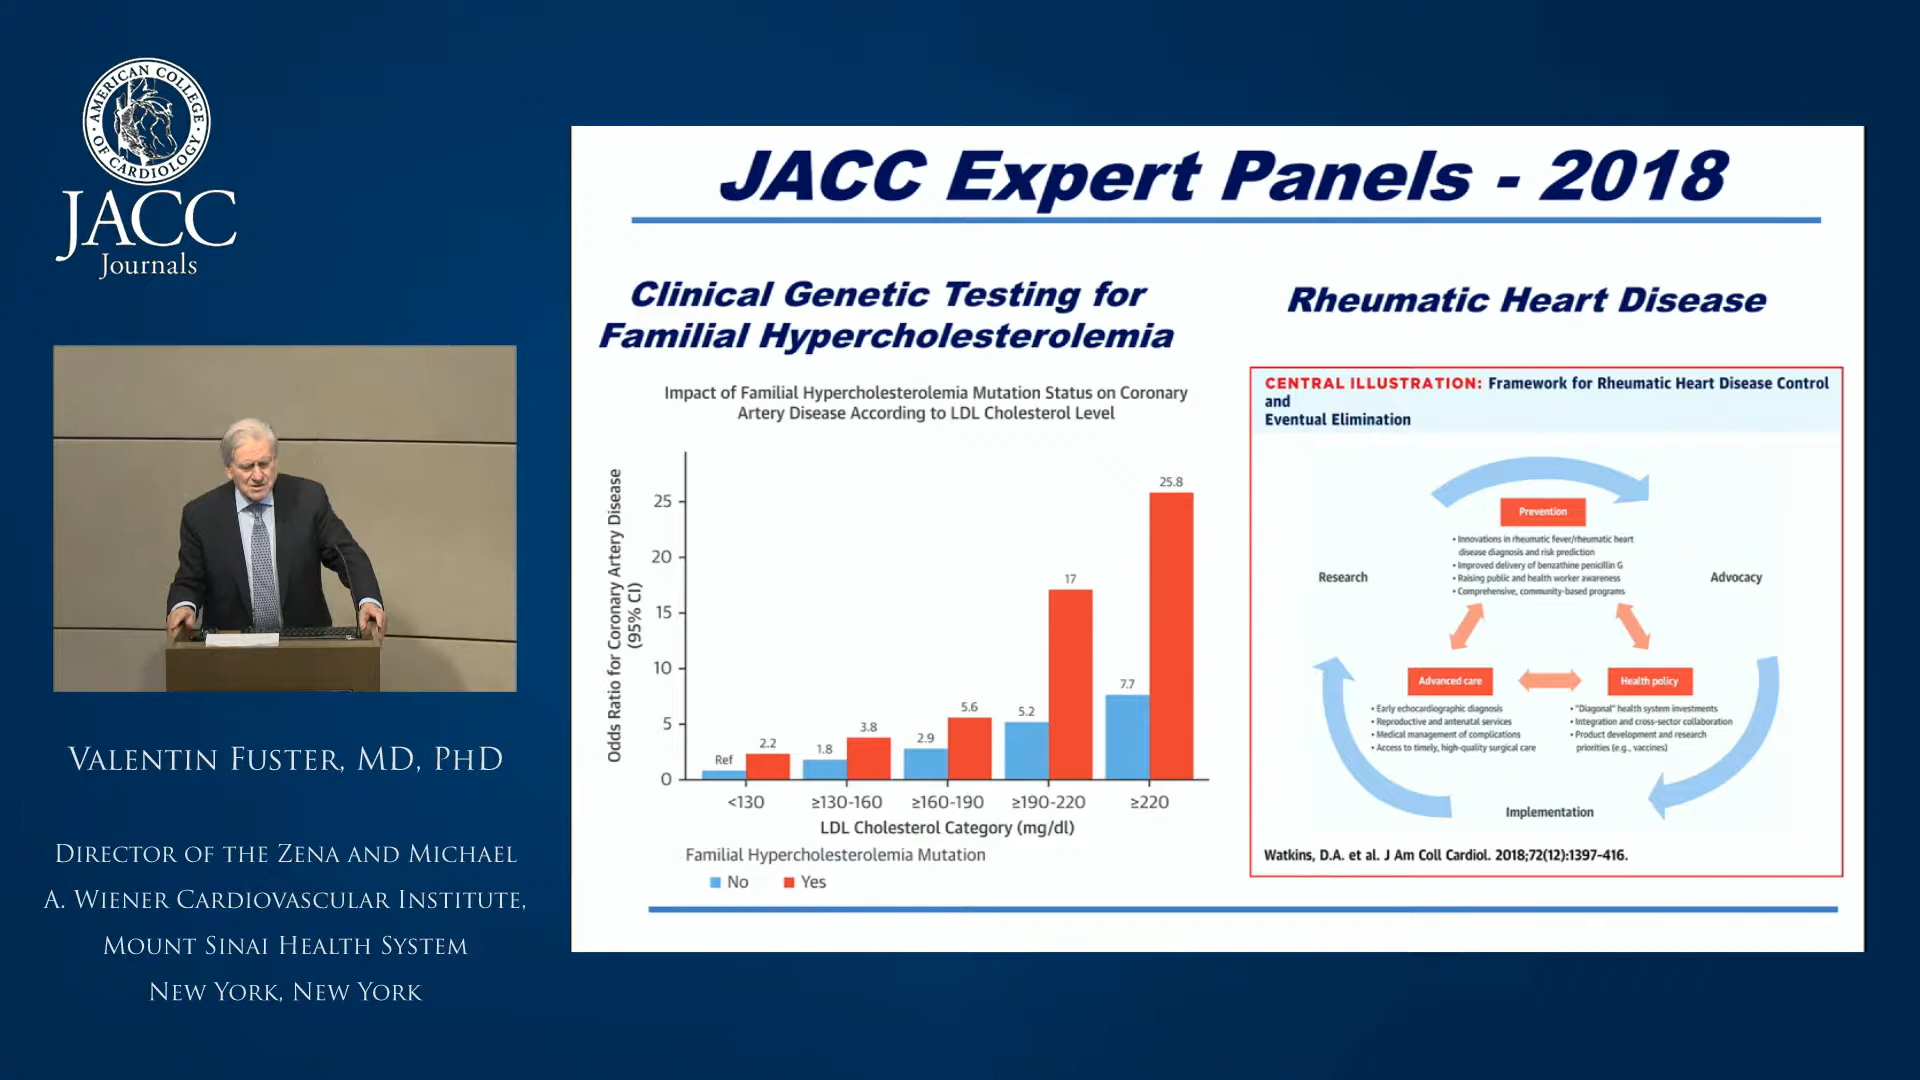 AMERICAN COLLEGE
OF CARDIOLOGY
JACC
Journals
VALENTIN FUSTER, MD, PHD
DIRECTOR OF THE ZENA AND MICHAEL
A. WIENER CARDIOVASCULAR INSTITUTE,
MOUNT SINAI HEALTH SYSTEM
NEW YORK, NEW YORK
JACC Expert Panels - 2018
Clinical Genetic Testing for
Familial Hypercholesterolemia
Impact of Familial Hypercholesterolemia Mutation Status on Coronary
Artery Disease According to LDL Cholesterol Level
Odds Ratio for Coronary Artery Disease
(95% CI)
25
20
15
10
5
0
Ref
2.2
1.8
3.8
2.9
5.6
5.2
17
7.7
25.8
<130
≥130-160
≥160-190
≥190-220
≥220
LDL Cholesterol Category (mg/dl)
Familial Hypercholesterolemia Mutation
No
Yes
Rheumatic Heart Disease
CENTRAL ILLUSTRATION: Framework for Rheumatic Heart Disease Control
and
Eventual Elimination
Prevention
• Innovations in rheumatic fever/rheumatic heart
disease diagnosis and risk prediction
• Improved delivery of benzathine penicillin G
• Raising public and health worker awareness
• Comprehensive, community-based programs
Research
Advocacy
Advanced care
• Early echocardiographic diagnosis
• Reproductive and antenatal services
• Medical management of complications
• Access to timely, high-quality surgical care
Health policy
• "Diagonal" health system investments
• Integration and cross-sector collaboration
• Product development and research
priorities (e.g., vaccines)
Implementation
Watkins, D.A. et al. J Am Coll Cardiol. 2018;72(12):1397-416.